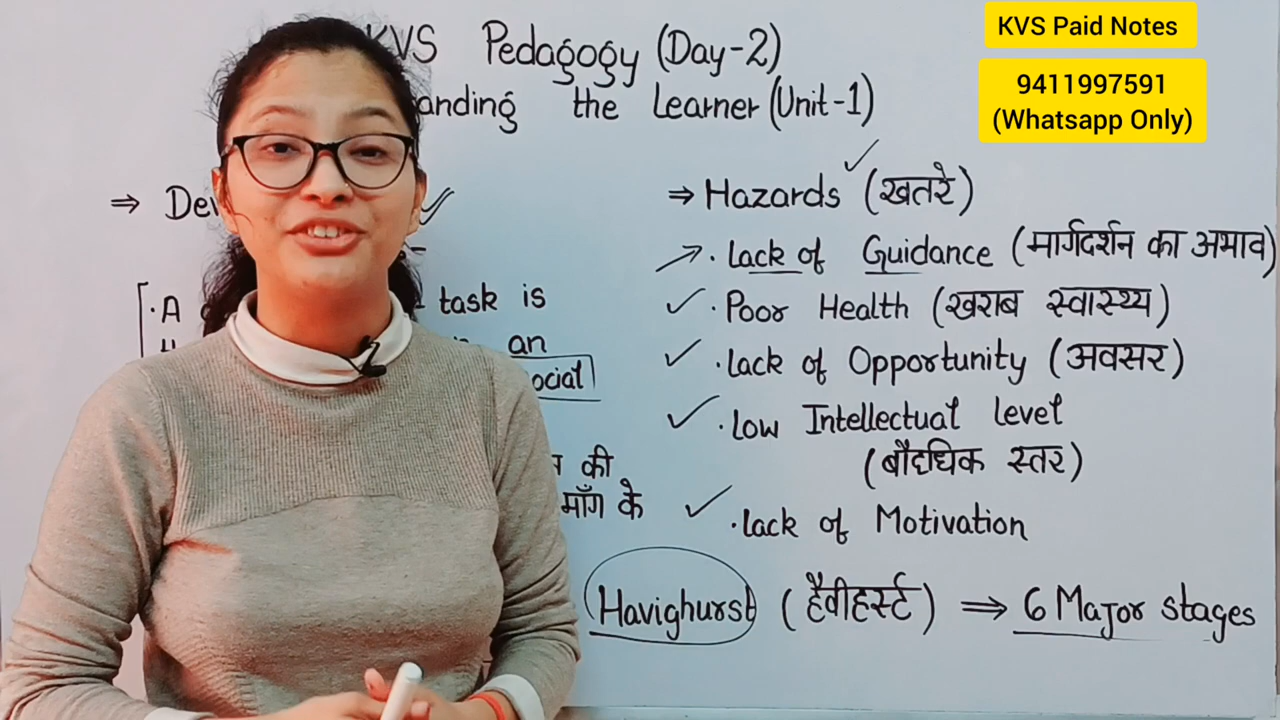 KVS Pedagogy (Day-2)
anding the Learner (Unit-1)
⇒ Dev
·A task is
an
ocial
की
माँग के
⇒ Hazards (खतरे)
· Lack of Guidance (मार्गदर्शन का अभाव)
· Poor Health (खराब स्वास्थ्य)
· Lack of Opportunity (अवसर)
· Low Intellectual Level
(बौद्धिक स्तर)
· Lack of Motivation
Havighurst (हैवीहर्स्ट) ⇒ 6 Major stages
KVS Paid Notes
9411997591
(Whatsapp Only)